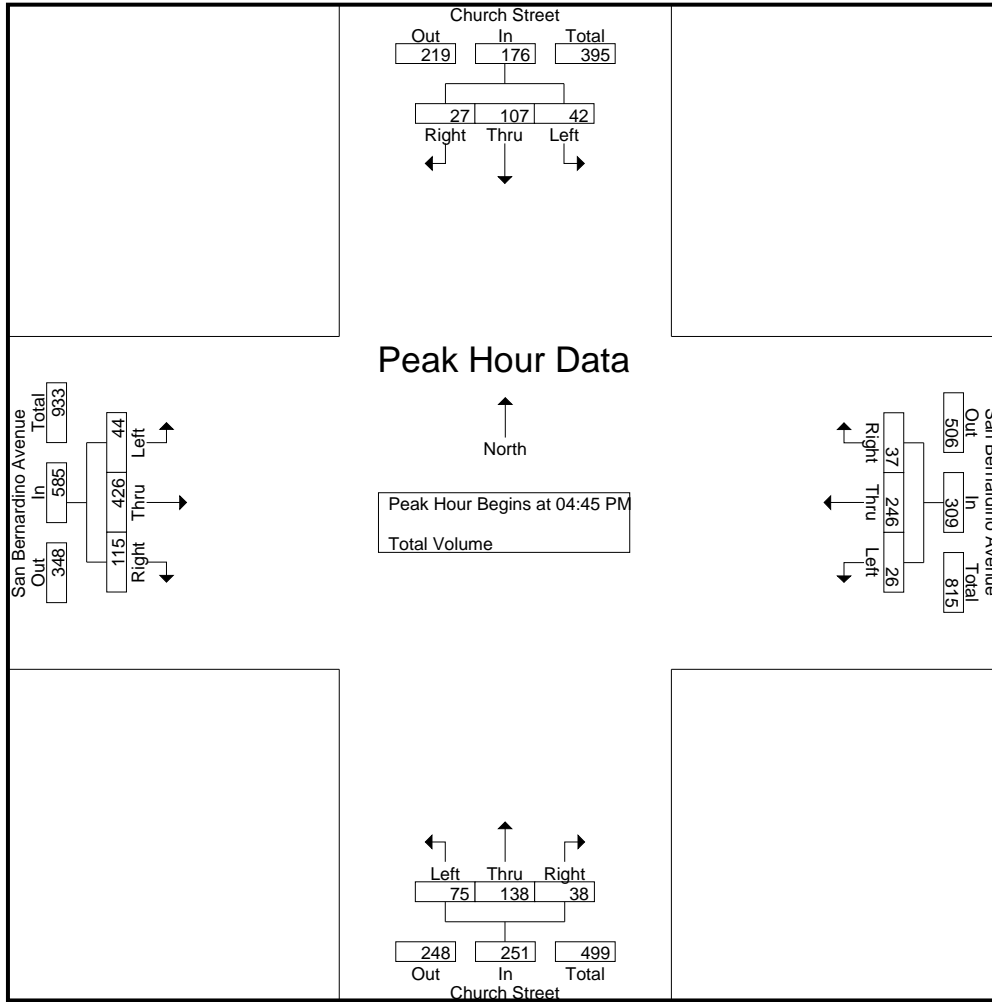 Church Street
Out In Total
219 176 395
27 107 42
Right Thru Left
Peak Hour Data
North
Peak Hour Begins at 04:45 PM
Total Volume
San Bernardino Avenue
Total In Out
933 585 348
44 426 115
Left Thru Right
San Bernardino Avenue
Out In Total
506 309 815
37 246 26
Right Thru Left
Left Thru Right
75 138 38
248 251 499
Out In Total
Church Street